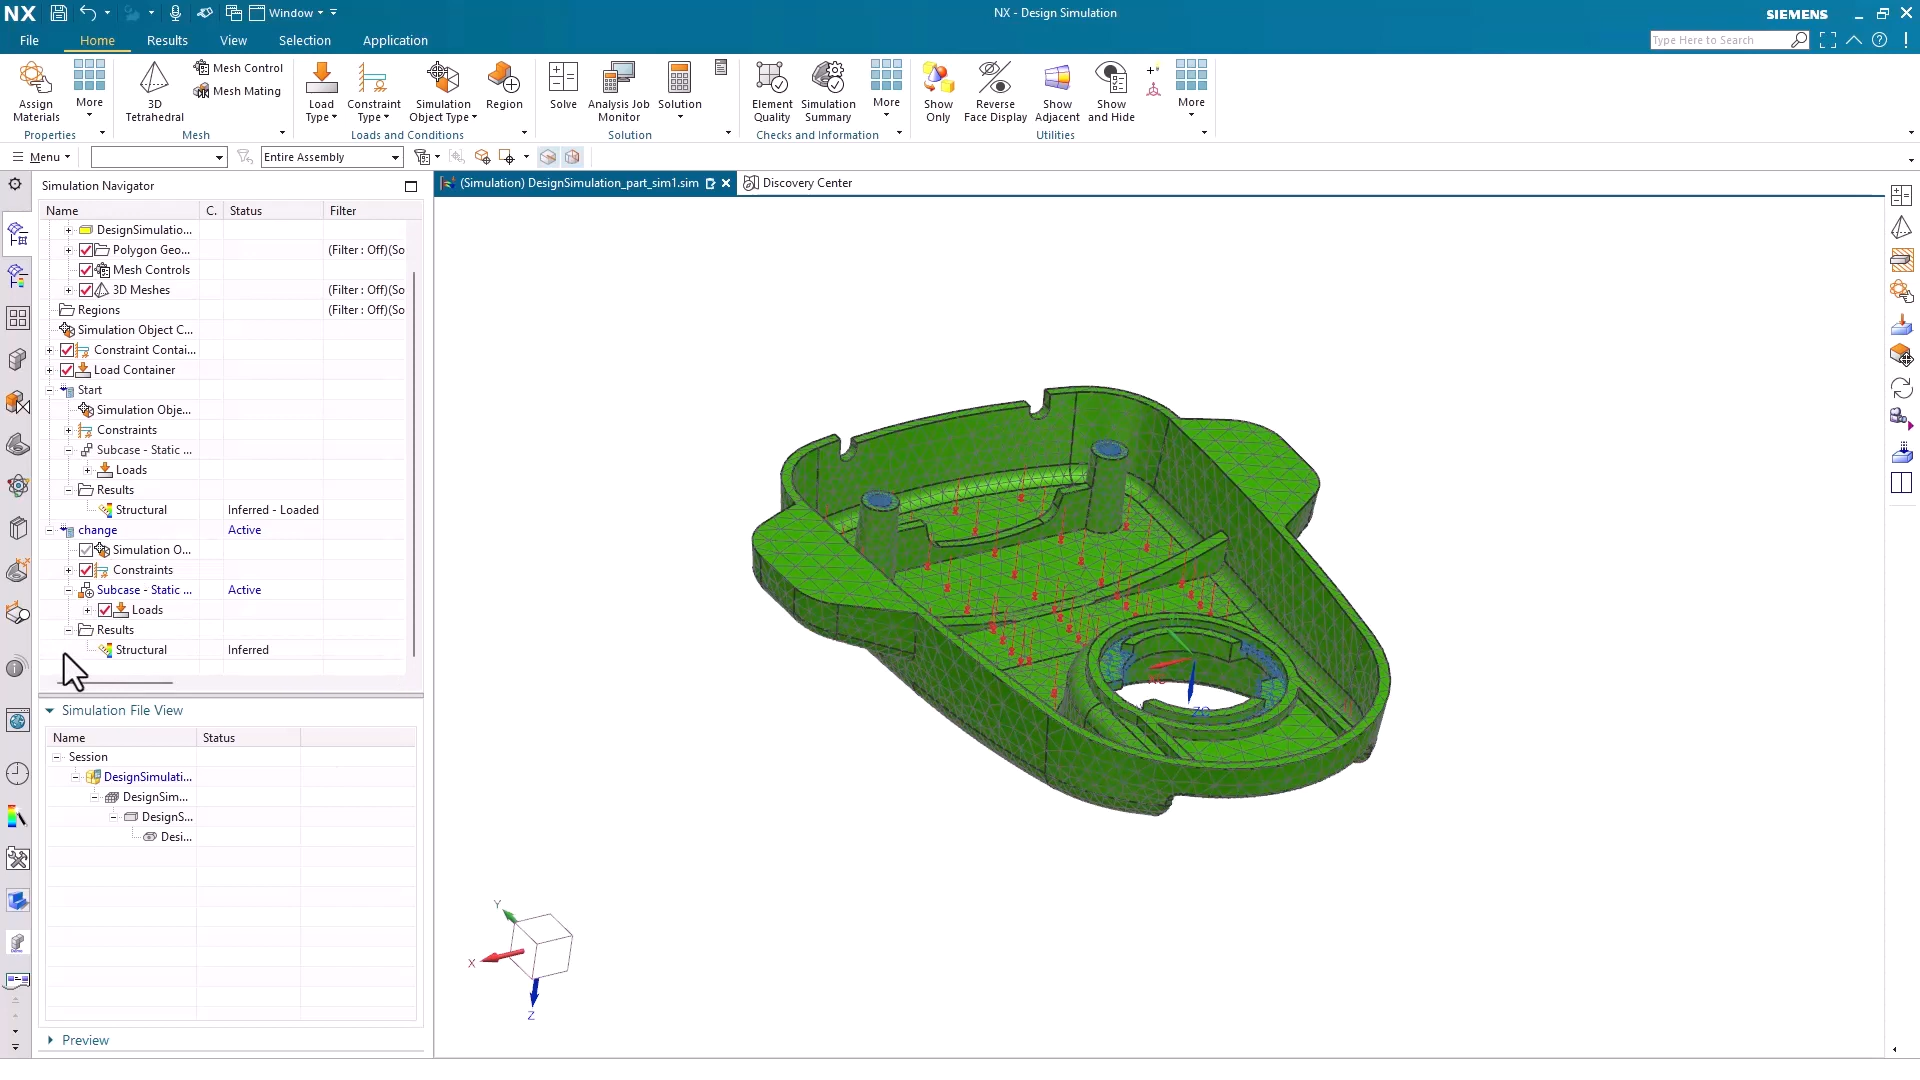 NX
Window
NX - Design Simulation
SIEMENS
File
Home
Results
View
Selection
Application
Type Here to Search
Assign Materials
More
3D Tetrahedral
Mesh Control
Mesh Mating
Load Type
Constraint Type
Simulation Object Type
Region
Solve
Analysis Job Monitor
Solution
Element Quality
Simulation Summary
More
Show Only
Reverse Face Display
Show Adjacent
Show and Hide
More
Properties
Mesh
Loads and Conditions
Solution
Checks and Information
Utilities
Menu
Entire Assembly
Simulation Navigator
(Simulation) DesignSimulation_part_sim1.sim
Discovery Center
Name C. Status Filter
DesignSimulatio...
Polygon Geo... (Filter : Off)(So
Mesh Controls
3D Meshes (Filter : Off)(So
Regions (Filter : Off)(So
Simulation Object C...
Constraint Contai...
Load Container
Start
Simulation Obje...
Constraints
Subcase - Static ...
Loads
Results
Structural Inferred - Loaded
change Active
Simulation O...
Constraints
Subcase - Static ... Active
Loads
Results
Structural Inferred
Simulation File View
Name Status
Session
DesignSimulati...
DesignSim...
DesignS...
Desi...
Preview
Y
X
Z